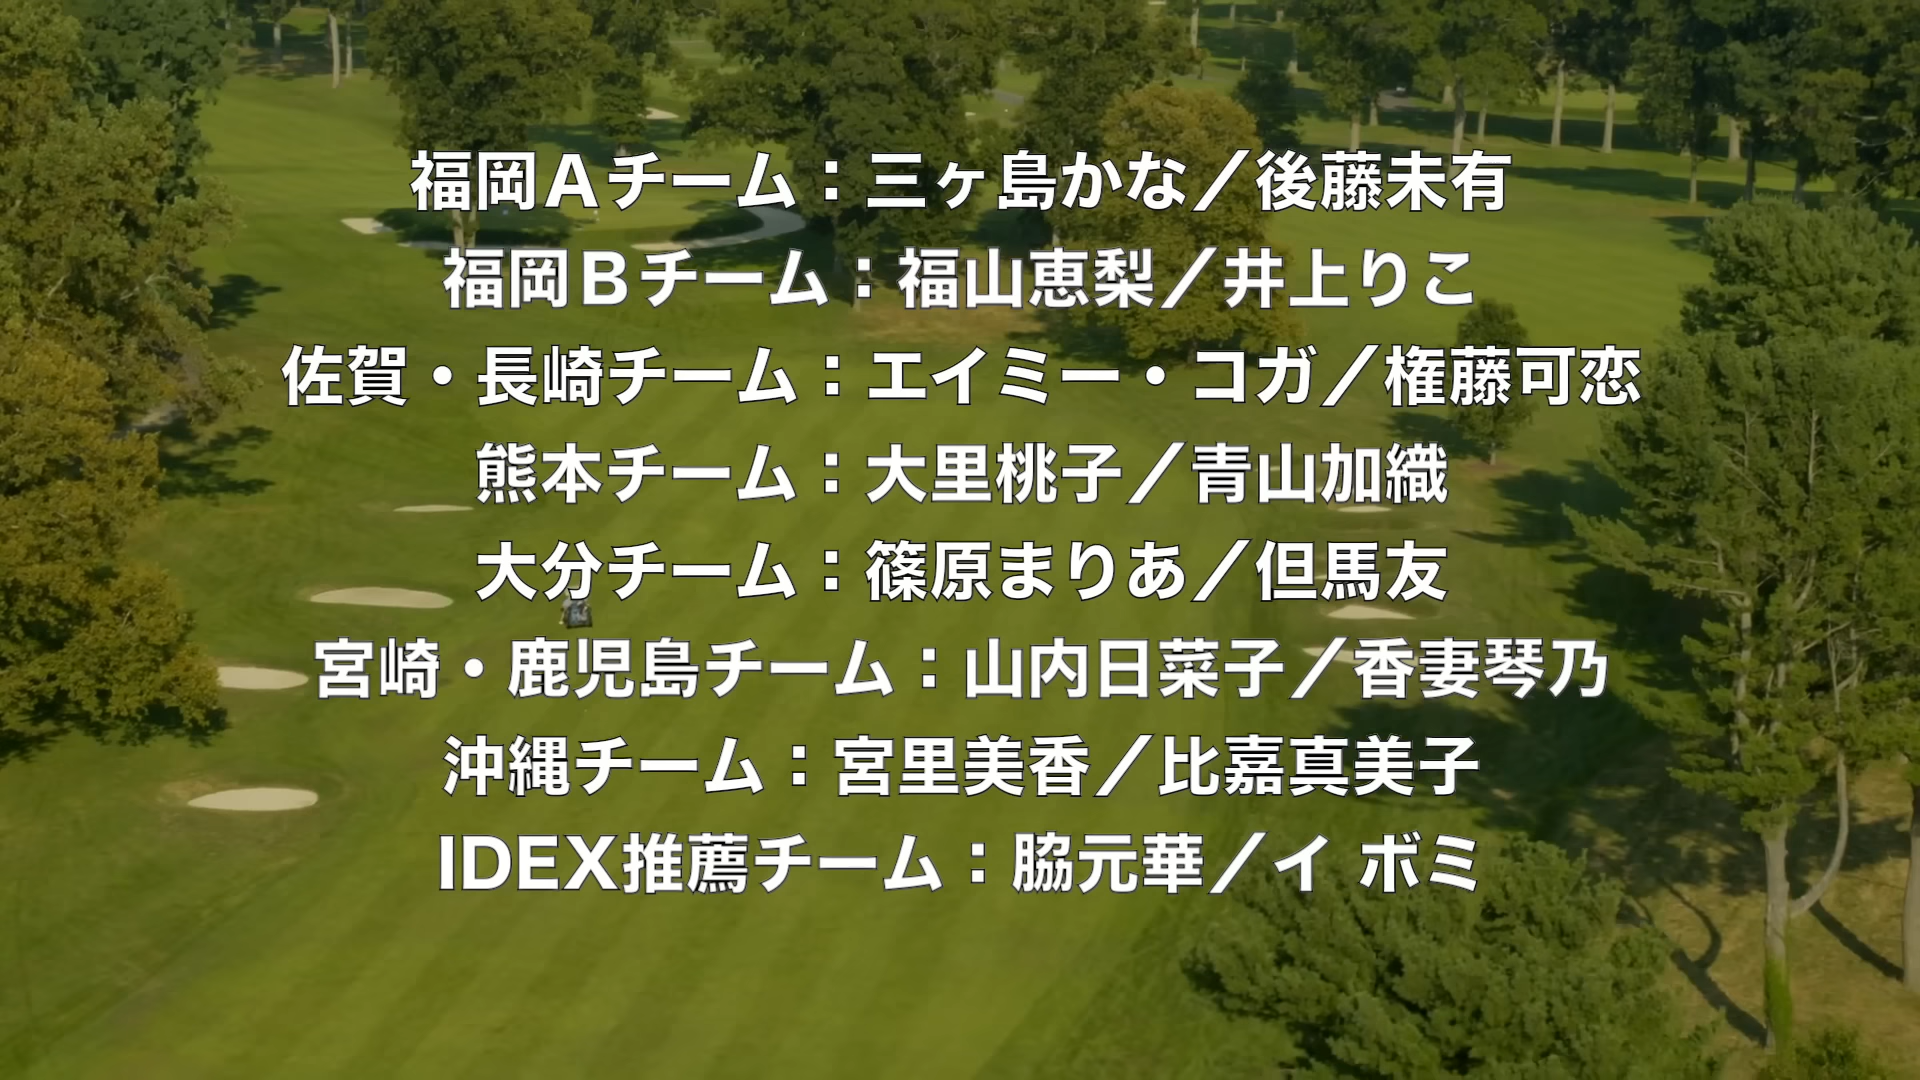 福岡Aチーム：三ヶ島かな／後藤未有
福岡Bチーム：福山恵梨／井上りこ
佐賀・長崎チーム：エイミー・コガ／権藤可恋
熊本チーム：大里桃子／青山加織
大分チーム：篠原まりあ／但馬友
宮崎・鹿児島チーム：山内日菜子／香妻琴乃
沖縄チーム：宮里美香／比嘉真美子
IDEX推薦チーム：脇元華／イ ボミ